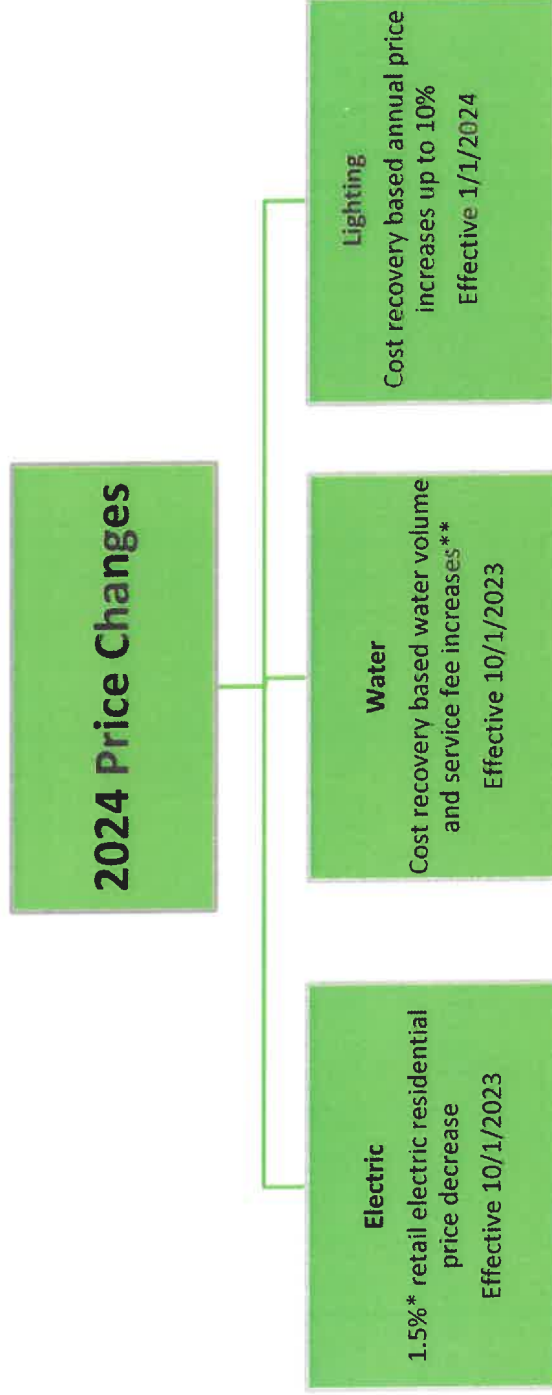 2024 Price Changes
Electric
1.5%* retail electric residential
price decrease
Effective 10/1/2023
Water
Cost recovery based water volume
and service fee increases**
Effective 10/1/2023
Lighting
Cost recovery based annual price
increases up to 10%
Effective 1/1/2024